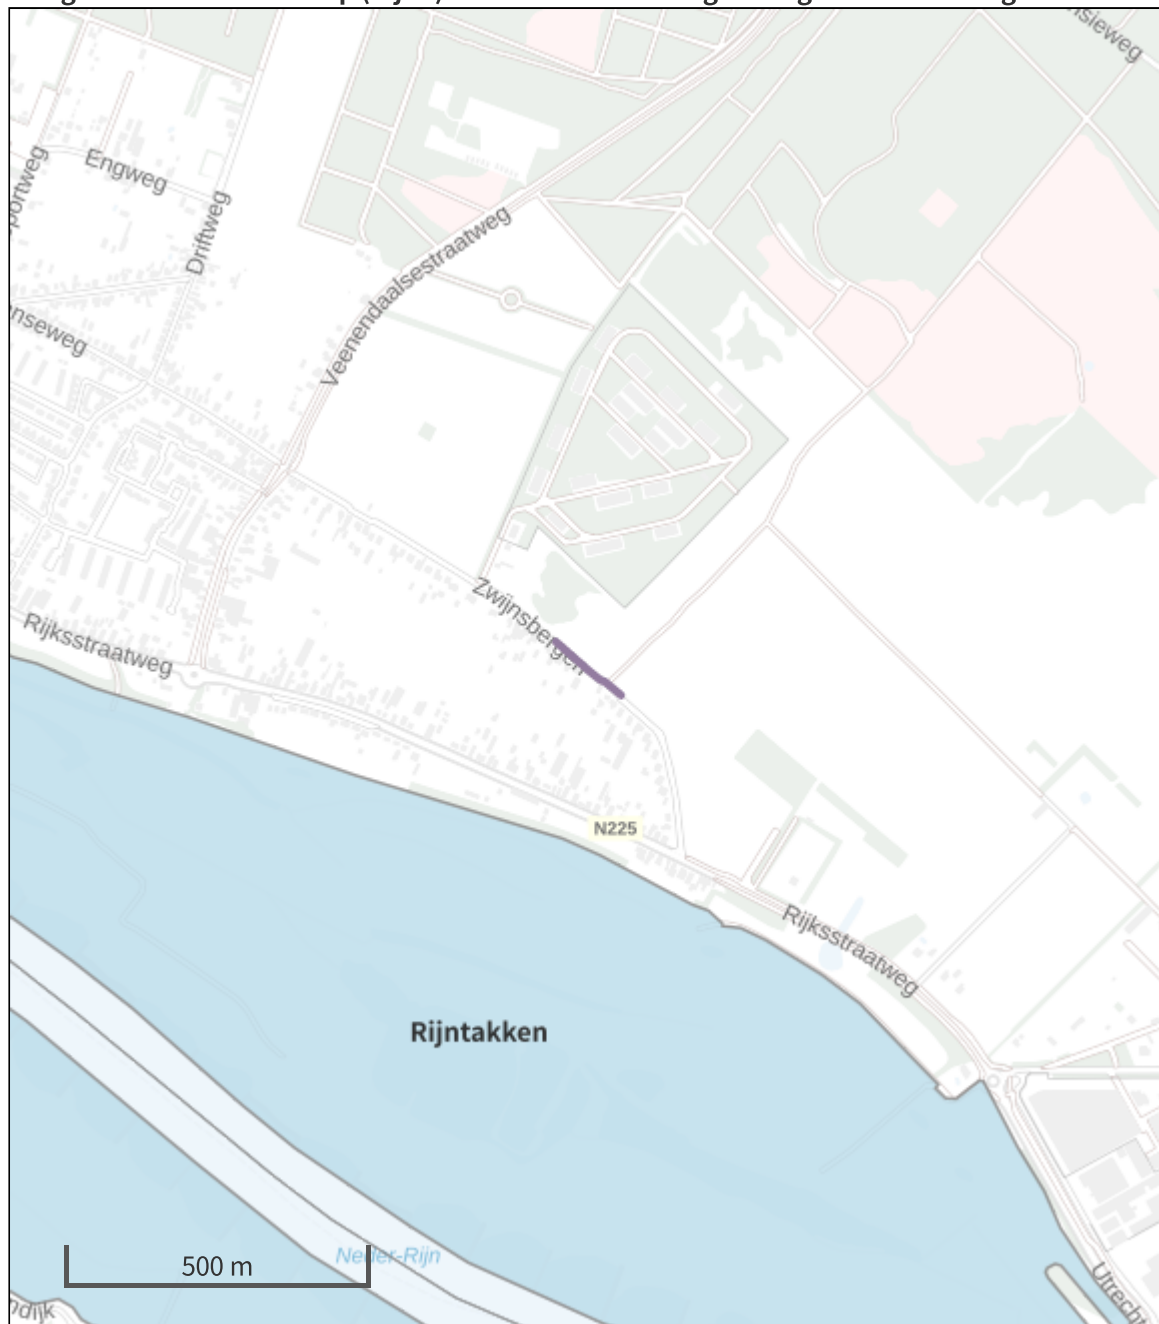 Engweg
Driftweg
Veenendaalsestraatweg
Zwijnsbergen
Rijksstraatweg
N225
Rijksstraatweg
Rijntakken
Neder-Rijn
500 m